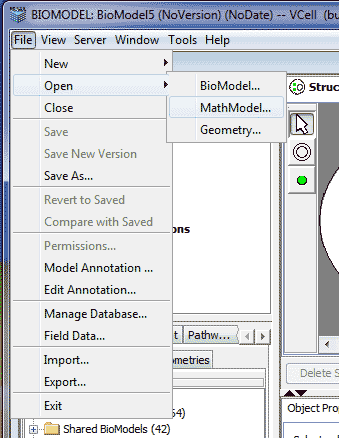 BIOMODEL: BioModel5 (NoVersion) (NoDate) -- VCell (bu
File View Server Window Tools Help
New
Open
Close
Save
Save New Version
Save As...
Revert to Saved
Compare with Saved
Permissions...
Model Annotation ...
Edit Annotation...
Manage Database...
Field Data...
Import...
Export...
Exit
BioModel...
MathModel...
Geometry...
Struc
ons
t Pathw...
ometries
64)
Shared BioModels (42)
Delete S
Object Prop